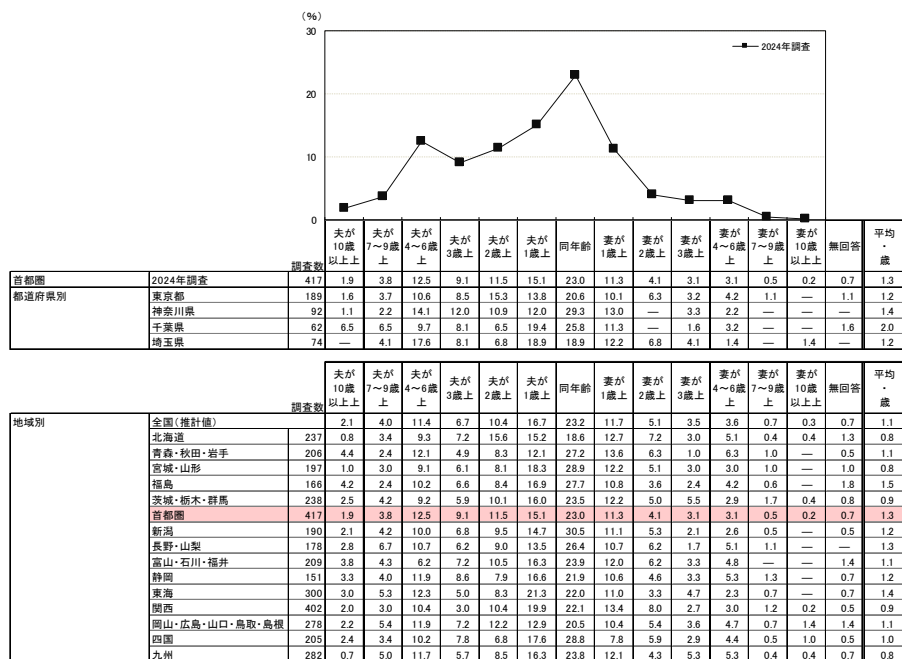 (%)
30
20
10
0
2024年調査
調査数 夫が10歳以上上 夫が7～9歳上 夫が4～6歳上 夫が3歳上 夫が2歳上 夫が1歳上 同年齢 妻が1歳上 妻が2歳上 妻が3歳上 妻が4～6歳上 妻が7～9歳上 妻が10歳以上上 無回答 平均・歳
首都圏 2024年調査 417 1.9 3.8 12.5 9.1 11.5 15.1 23.0 11.3 4.1 3.1 3.1 0.5 0.2 0.7 1.3
都道府県別 東京都 189 1.6 3.7 10.6 8.5 15.3 13.8 20.6 10.1 6.3 3.2 4.2 1.1 — 1.1 1.2
神奈川県 92 1.1 2.2 14.1 12.0 10.9 12.0 29.3 13.0 — 3.3 2.2 — — — 1.4
千葉県 62 6.5 6.5 9.7 8.1 6.5 19.4 25.8 11.3 — 1.6 3.2 — — 1.6 2.0
埼玉県 74 — 4.1 17.6 8.1 6.8 18.9 18.9 12.2 6.8 4.1 1.4 — 1.4 — 1.2
調査数 夫が10歳以上上 夫が7～9歳上 夫が4～6歳上 夫が3歳上 夫が2歳上 夫が1歳上 同年齢 妻が1歳上 妻が2歳上 妻が3歳上 妻が4～6歳上 妻が7～9歳上 妻が10歳以上上 無回答 平均・歳
地域別 全国(推計値) 2.1 4.0 11.4 6.7 10.4 16.7 23.2 11.7 5.1 3.5 3.6 0.7 0.3 0.7 1.1
北海道 237 0.8 3.4 9.3 7.2 15.6 15.2 18.6 12.7 7.2 3.0 5.1 0.4 0.4 1.3 0.8
青森・秋田・岩手 206 4.4 2.4 12.1 4.9 8.3 12.1 27.2 13.6 6.3 1.0 6.3 1.0 — 0.5 1.1
宮城・山形 197 1.0 3.0 9.1 6.1 8.1 18.3 28.9 12.2 5.1 3.0 3.0 1.0 — 1.0 0.8
福島 166 4.2 2.4 10.2 6.6 8.4 16.9 27.7 10.8 3.6 2.4 4.2 0.6 — 1.8 1.5
茨城・栃木・群馬 238 2.5 4.2 9.2 5.9 10.1 16.0 23.5 12.2 5.0 5.5 2.9 1.7 0.4 0.8 0.9
首都圏 417 1.9 3.8 12.5 9.1 11.5 15.1 23.0 11.3 4.1 3.1 3.1 0.5 0.2 0.7 1.3
新潟 190 2.1 4.2 10.0 6.8 9.5 14.7 30.5 11.1 5.3 2.1 2.6 0.5 — 0.5 1.2
長野・山梨 178 2.8 6.7 10.7 6.2 9.0 13.5 26.4 10.7 6.2 1.7 5.1 1.1 — — 1.3
富山・石川・福井 209 3.8 4.3 6.2 7.2 10.5 16.3 23.9 12.0 6.2 3.3 4.8 — — 1.4 1.1
静岡 151 3.3 4.0 11.9 8.6 7.9 16.6 21.9 10.6 4.6 3.3 5.3 1.3 — 0.7 1.2
東海 300 3.0 5.3 12.3 5.0 8.3 21.3 22.0 11.0 3.3 4.7 2.3 0.7 — 0.7 1.4
関西 402 2.0 3.0 10.4 3.0 10.4 19.9 22.1 13.4 8.0 2.7 3.0 1.2 0.2 0.5 0.9
岡山・広島・山口・鳥取・島根 278 2.2 5.4 11.9 7.2 12.2 12.9 20.5 10.4 5.4 3.6 4.7 0.7 1.4 1.4 1.1
四国 205 2.4 3.4 10.2 7.8 6.8 17.6 28.8 7.8 5.9 2.9 4.4 0.5 1.0 0.5 1.0
九州 282 0.7 5.0 11.7 5.7 8.5 16.3 23.8 12.1 4.3 5.3 5.3 0.4 0.4 0.7 0.8